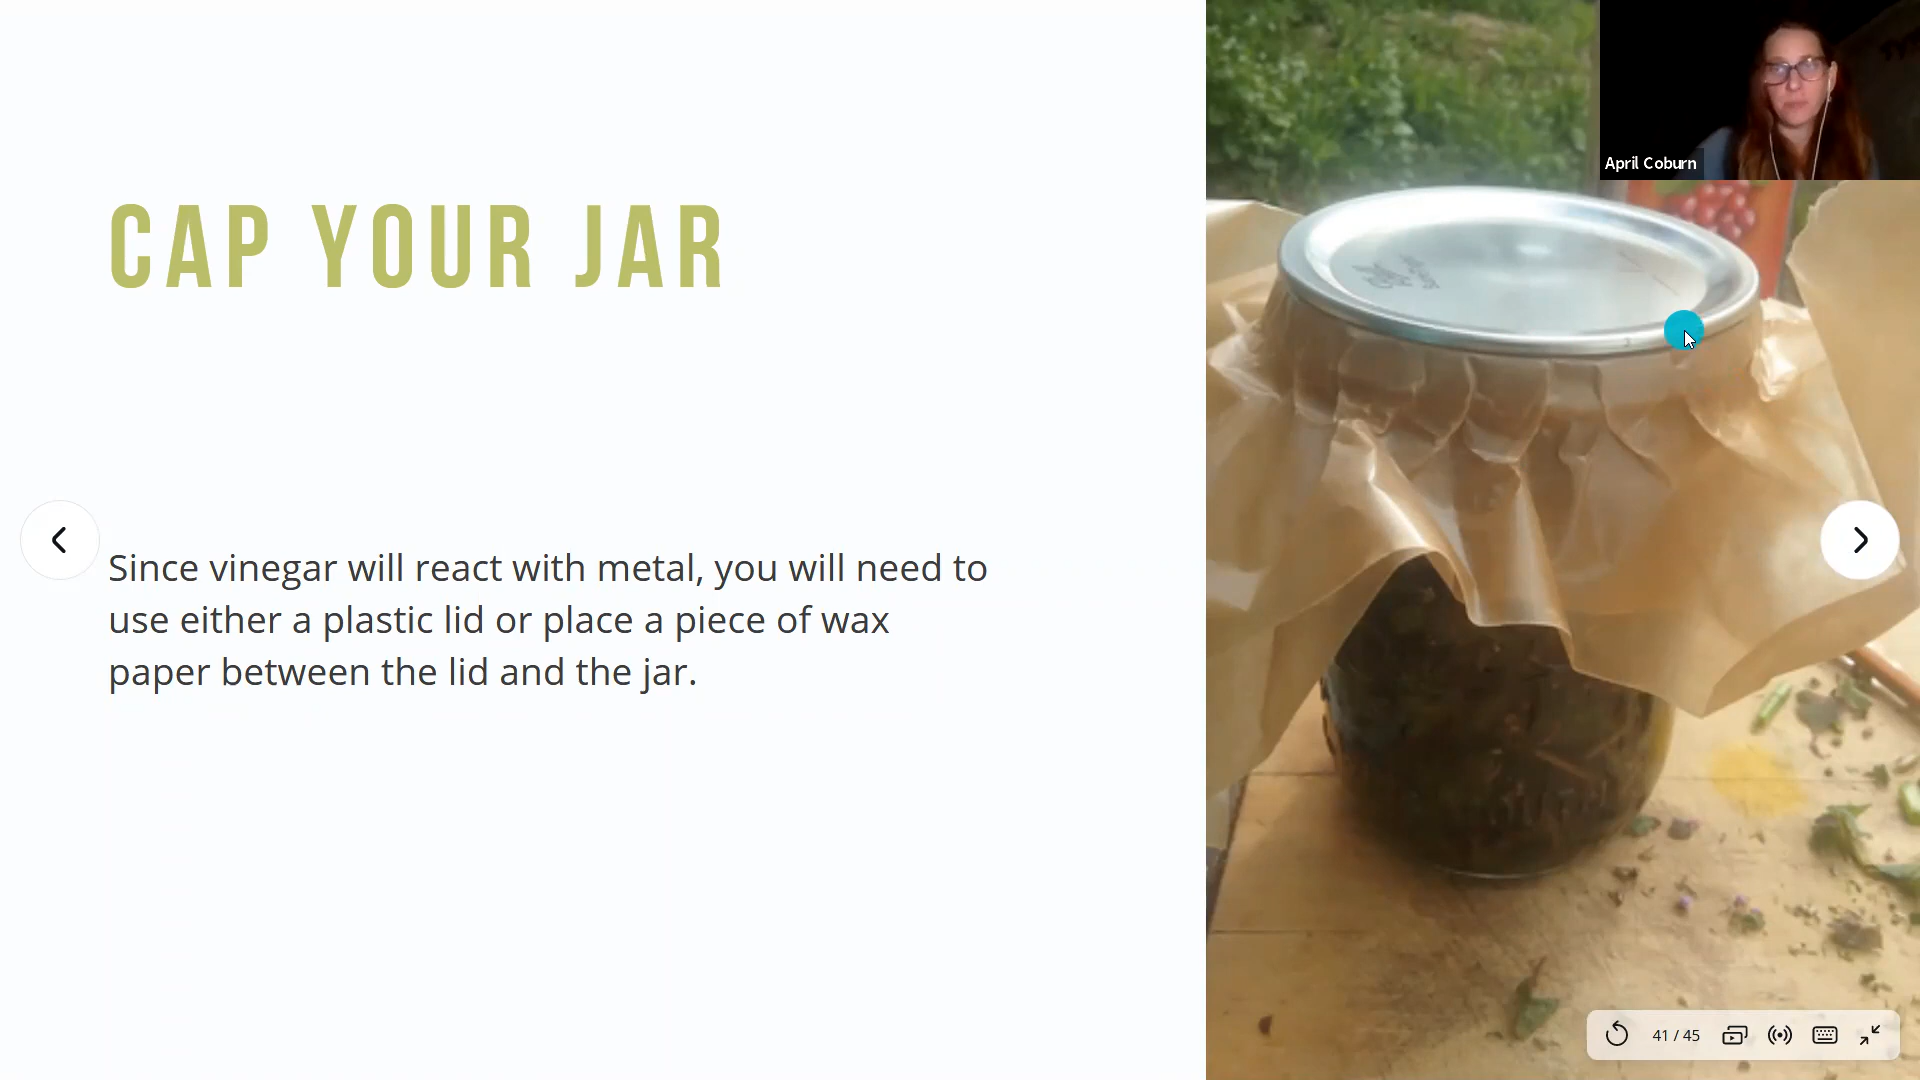 April Coburn
CAP YOUR JAR
Since vinegar will react with metal, you will need to
use either a plastic lid or place a piece of wax
paper between the lid and the jar.
41 / 45